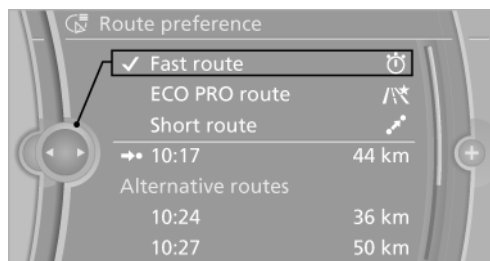 Route preference
Fast route
ECO PRO route
Short route
10:17 44 km
Alternative routes
10:24 36 km
10:27 50 km